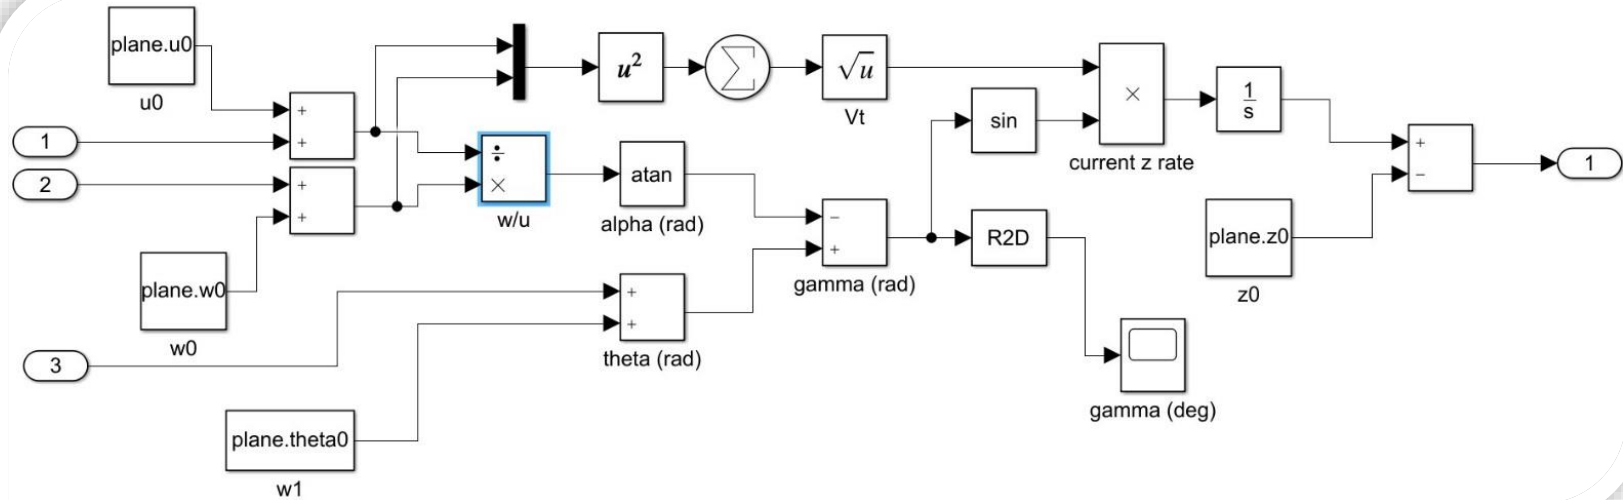 plane.u0
u0
+
+
1
2
+
+
plane.w0
w0
3
plane.theta0
w1
÷
×
w/u
u²
∑
√u
Vt
atan
alpha (rad)
+
+
theta (rad)
−
+
gamma (rad)
sin
R2D
×
current z rate
1
s
plane.z0
z0
gamma (deg)
+
−
1